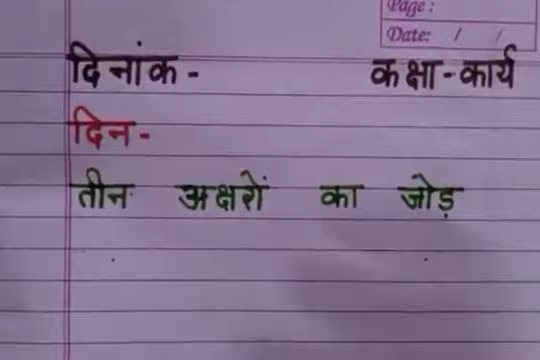 Page :
Date: / /
दिनांक - कक्षा - कार्य
दिन -
तीन अक्षरों का जोड़